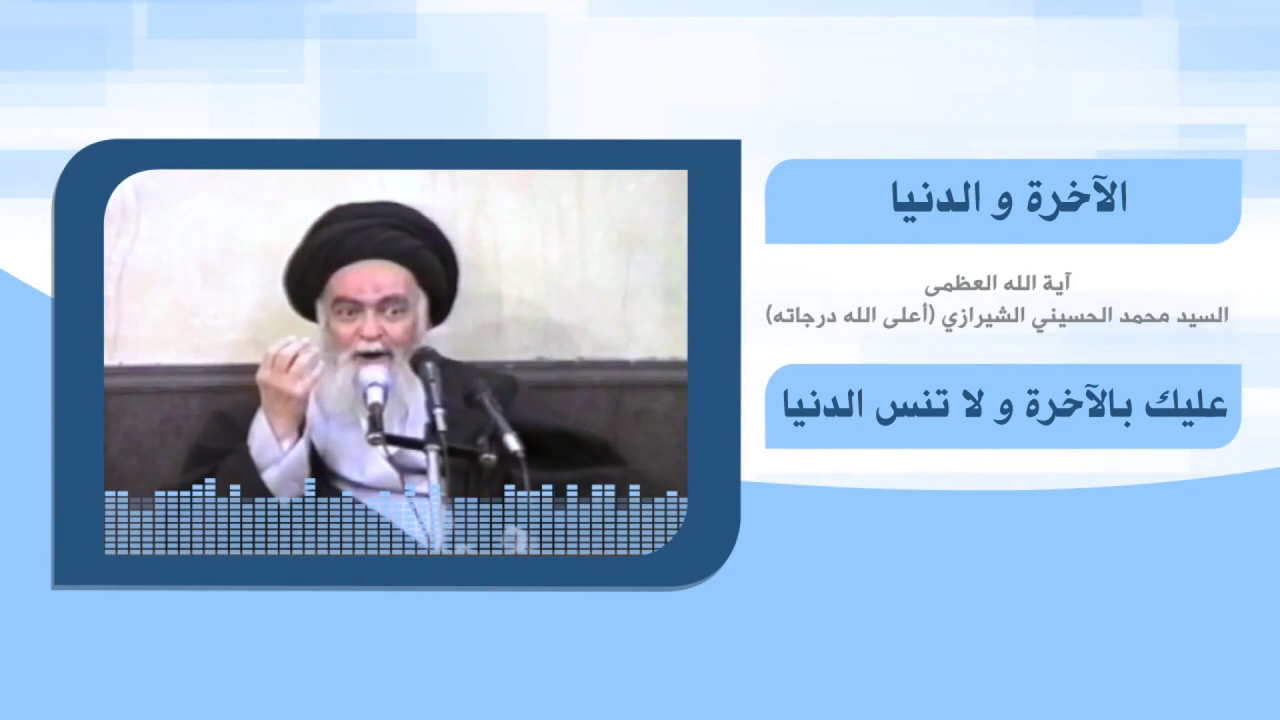 الآخرة و الدنيا
آية الله العظمى
السيد محمد الحسيني الشيرازي (أعلى الله درجاته)
عليك بالآخرة و لا تنس الدنيا